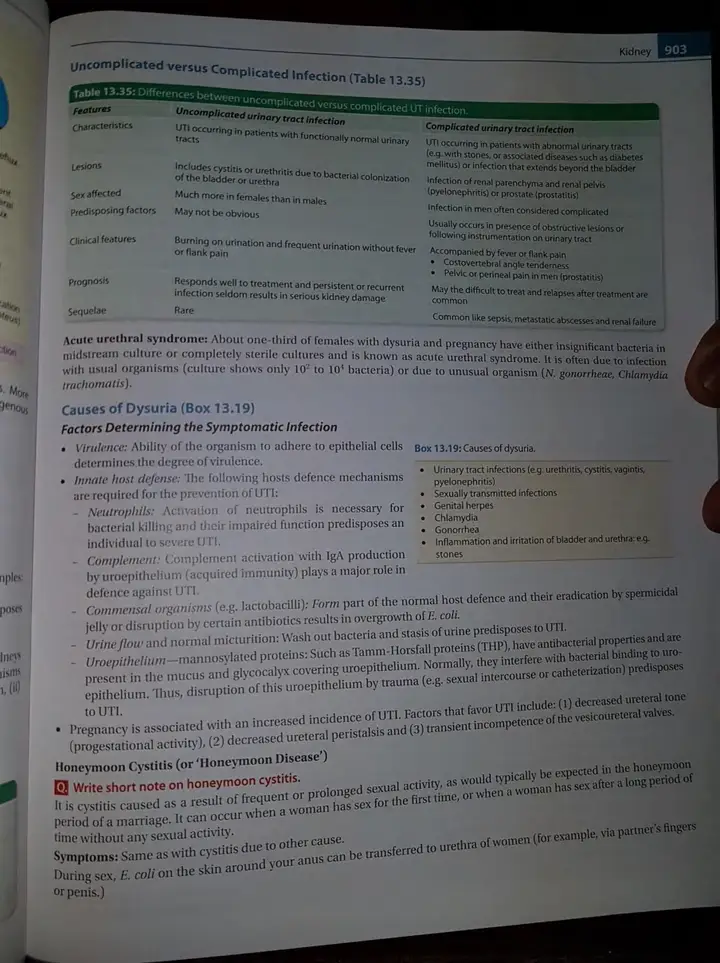 Kidney 903
Uncomplicated versus Complicated Infection (Table 13.35)
Table 13.35: Differences between uncomplicated versus complicated UT infection.
Features Uncomplicated urinary tract infection Complicated urinary tract infection
Characteristics UTI occurring in patients with functionally normal urinary tracts UTI occurring in patients with abnormal urinary tracts (e.g. with stones, or associated diseases such as diabetes mellitus) or infection that extends beyond the bladder
Lesions Includes cystitis or urethritis due to bacterial colonization of the bladder or urethra Infection of renal parenchyma and renal pelvis (pyelonephritis) or prostate (prostatitis)
Sex affected Much more in females than in males Infection in men often considered complicated
Predisposing factors May not be obvious Usually occurs in presence of obstructive lesions or following instrumentation on urinary tract
Clinical features Burning on urination and frequent urination without fever or flank pain Accompanied by fever or flank pain
• Costovertebral angle tenderness
• Pelvic or perineal pain in men (prostatitis)
Prognosis Responds well to treatment and persistent or recurrent infection seldom results in serious kidney damage May the difficult to treat and relapses after treatment are common
Sequelae Rare Common like sepsis, metastatic abscesses and renal failure
Acute urethral syndrome: About one-third of females with dysuria and pregnancy have either insignificant bacteria in
midstream culture or completely sterile cultures and is known as acute urethral syndrome. It is often due to infection
with usual organisms (culture shows only 10² to 10⁴ bacteria) or due to unusual organism (N. gonorrheae, Chlamydia
trachomatis).
Causes of Dysuria (Box 13.19)
Factors Determining the Symptomatic Infection
• Virulence: Ability of the organism to adhere to epithelial cells
determines the degree of virulence.
• Innate host defense: The following hosts defence mechanisms
are required for the prevention of UTI:
– Neutrophils: Activation of neutrophils is necessary for
bacterial killing and their impaired function predisposes an
individual to severe UTI.
– Complement: Complement activation with IgA production
by uroepithelium (acquired immunity) plays a major role in
defence against UTI.
Box 13.19: Causes of dysuria.
• Urinary tract infections (e.g. urethritis, cystitis, vagintis,
pyelonephritis)
• Sexually transmitted infections
• Genital herpes
• Chlamydia
• Gonorrhea
• Inflammation and irritation of bladder and urethra: e.g.
stones
– Commensal organisms (e.g. lactobacilli): Form part of the normal host defence and their eradication by spermicidal
jelly or disruption by certain antibiotics results in overgrowth of E. coli.
– Urine flow and normal micturition: Wash out bacteria and stasis of urine predisposes to UTI.
– Uroepithelium—mannosylated proteins: Such as Tamm-Horsfall proteins (THP), have antibacterial properties and are
present in the mucus and glycocalyx covering uroepithelium. Normally, they interfere with bacterial binding to uro-
epithelium. Thus, disruption of this uroepithelium by trauma (e.g. sexual intercourse or catheterization) predisposes
to UTI.
• Pregnancy is associated with an increased incidence of UTI. Factors that favor UTI include: (1) decreased ureteral tone
(progestational activity), (2) decreased ureteral peristalsis and (3) transient incompetence of the vesicoureteral valves.
Honeymoon Cystitis (or 'Honeymoon Disease')
Q. Write short note on honeymoon cystitis.
It is cystitis caused as a result of frequent or prolonged sexual activity, as would typically be expected in the honeymoon
period of a marriage. It can occur when a woman has sex for the first time, or when a woman has sex after a long period of
time without any sexual activity.
Symptoms: Same as with cystitis due to other cause.
During sex, E. coli on the skin around your anus can be transferred to urethra of women (for example, via partner's fingers
or penis.)